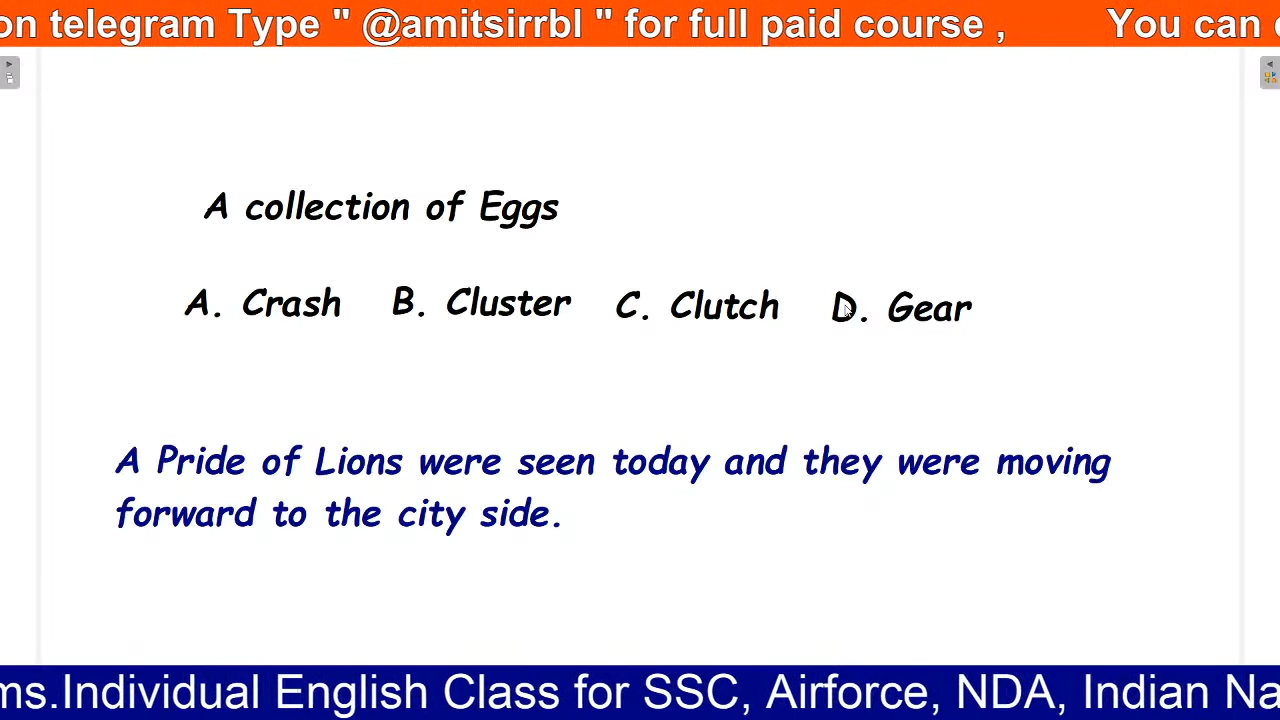 on telegram Type " @amitsirrbl " for full paid course , You can
A collection of Eggs
A. Crash B. Cluster C. Clutch D. Gear
A Pride of Lions were seen today and they were moving
forward to the city side.
ms.Individual English Class for SSC, Airforce, NDA, Indian Na